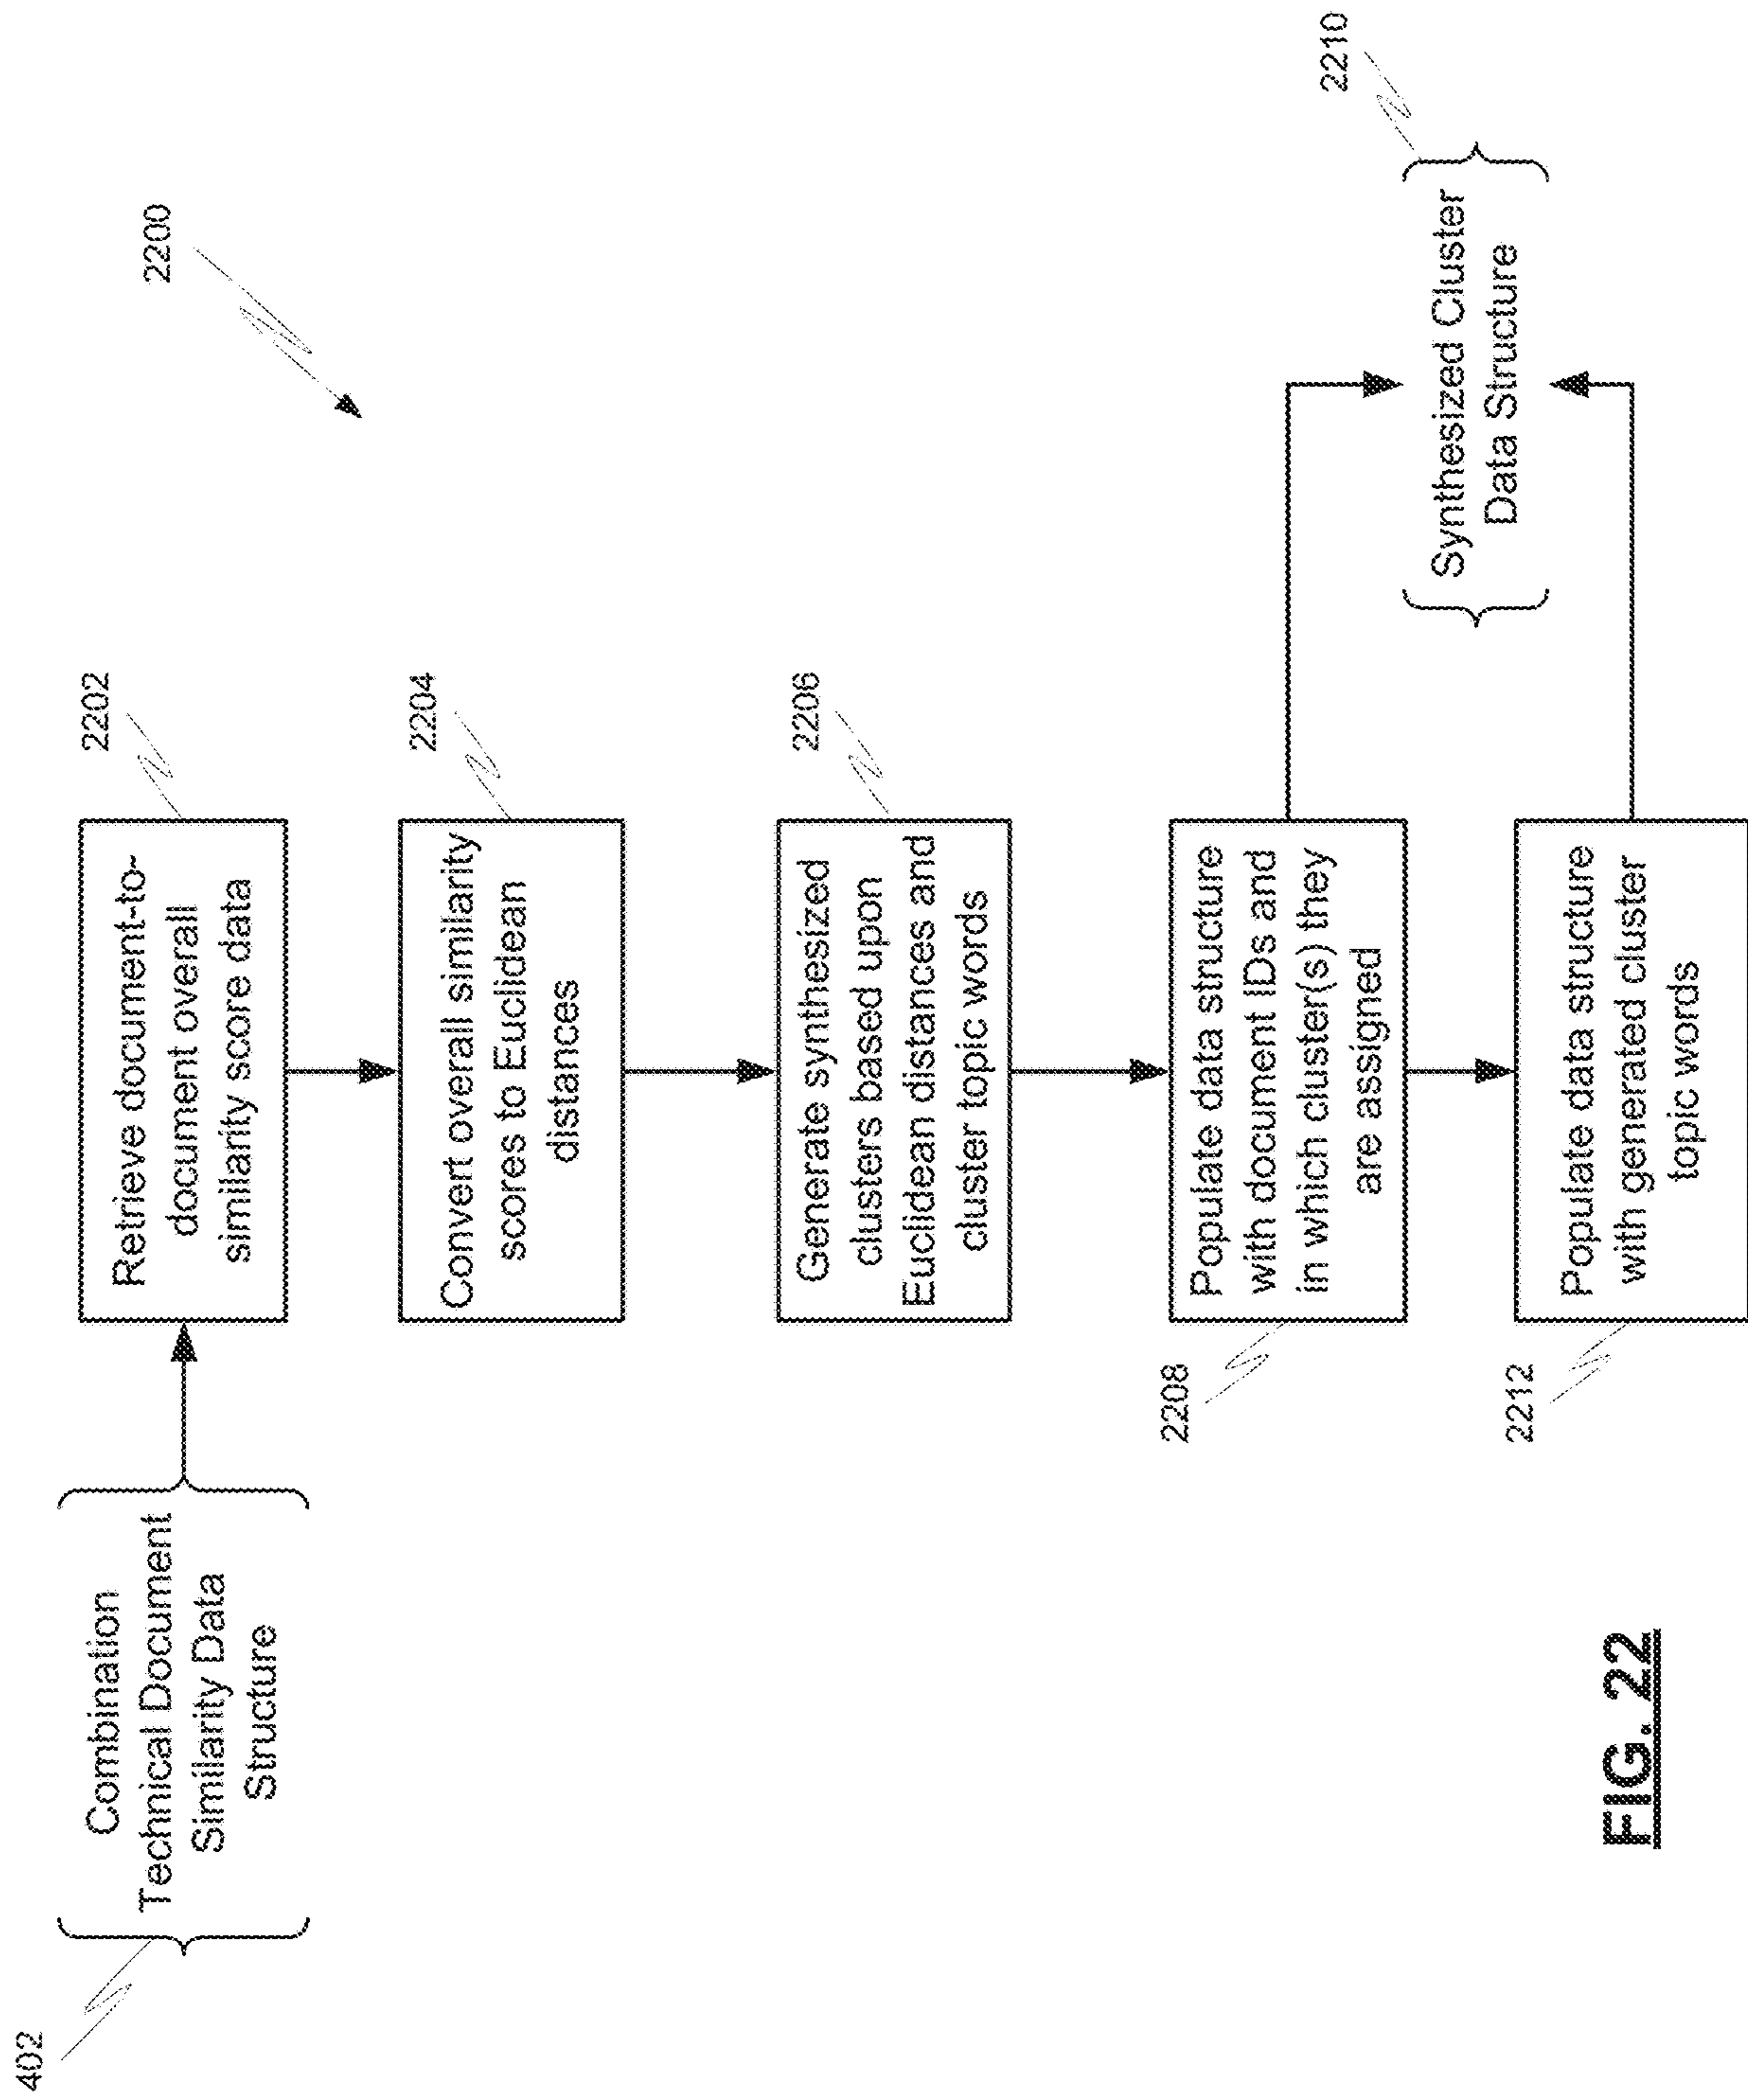 2200
402
Combination
Technical Document
Similarity Data
Structure
Retrieve document-to-
document overall
similarity score data
2202
Convert overall similarity
scores to Euclidean
distances
2204
Generate synthesized
clusters based upon
Euclidean distances and
cluster topic words
2206
Populate data structure
with document IDs and
in which cluster(s) they
are assigned
2208
Synthesized Cluster
Data Structure
2210
Populate data structure
with generated cluster
topic words
2212
FIG. 22